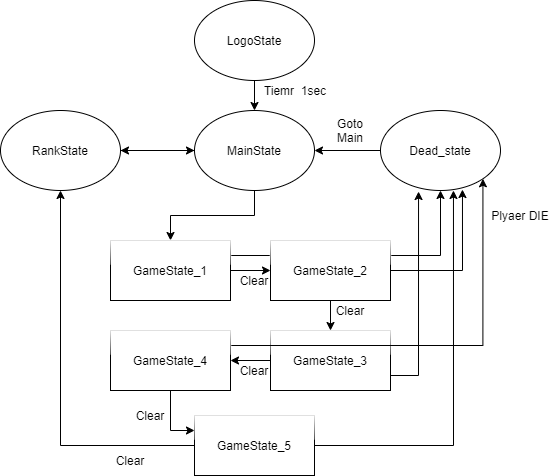 LogoState
Tiemr 1sec
Goto
Main
RankState
MainState
Dead_state
Plyaer DIE
GameState_1
GameState_2
Clear
Clear
GameState_4
GameState_3
Clear
Clear
GameState_5
Clear